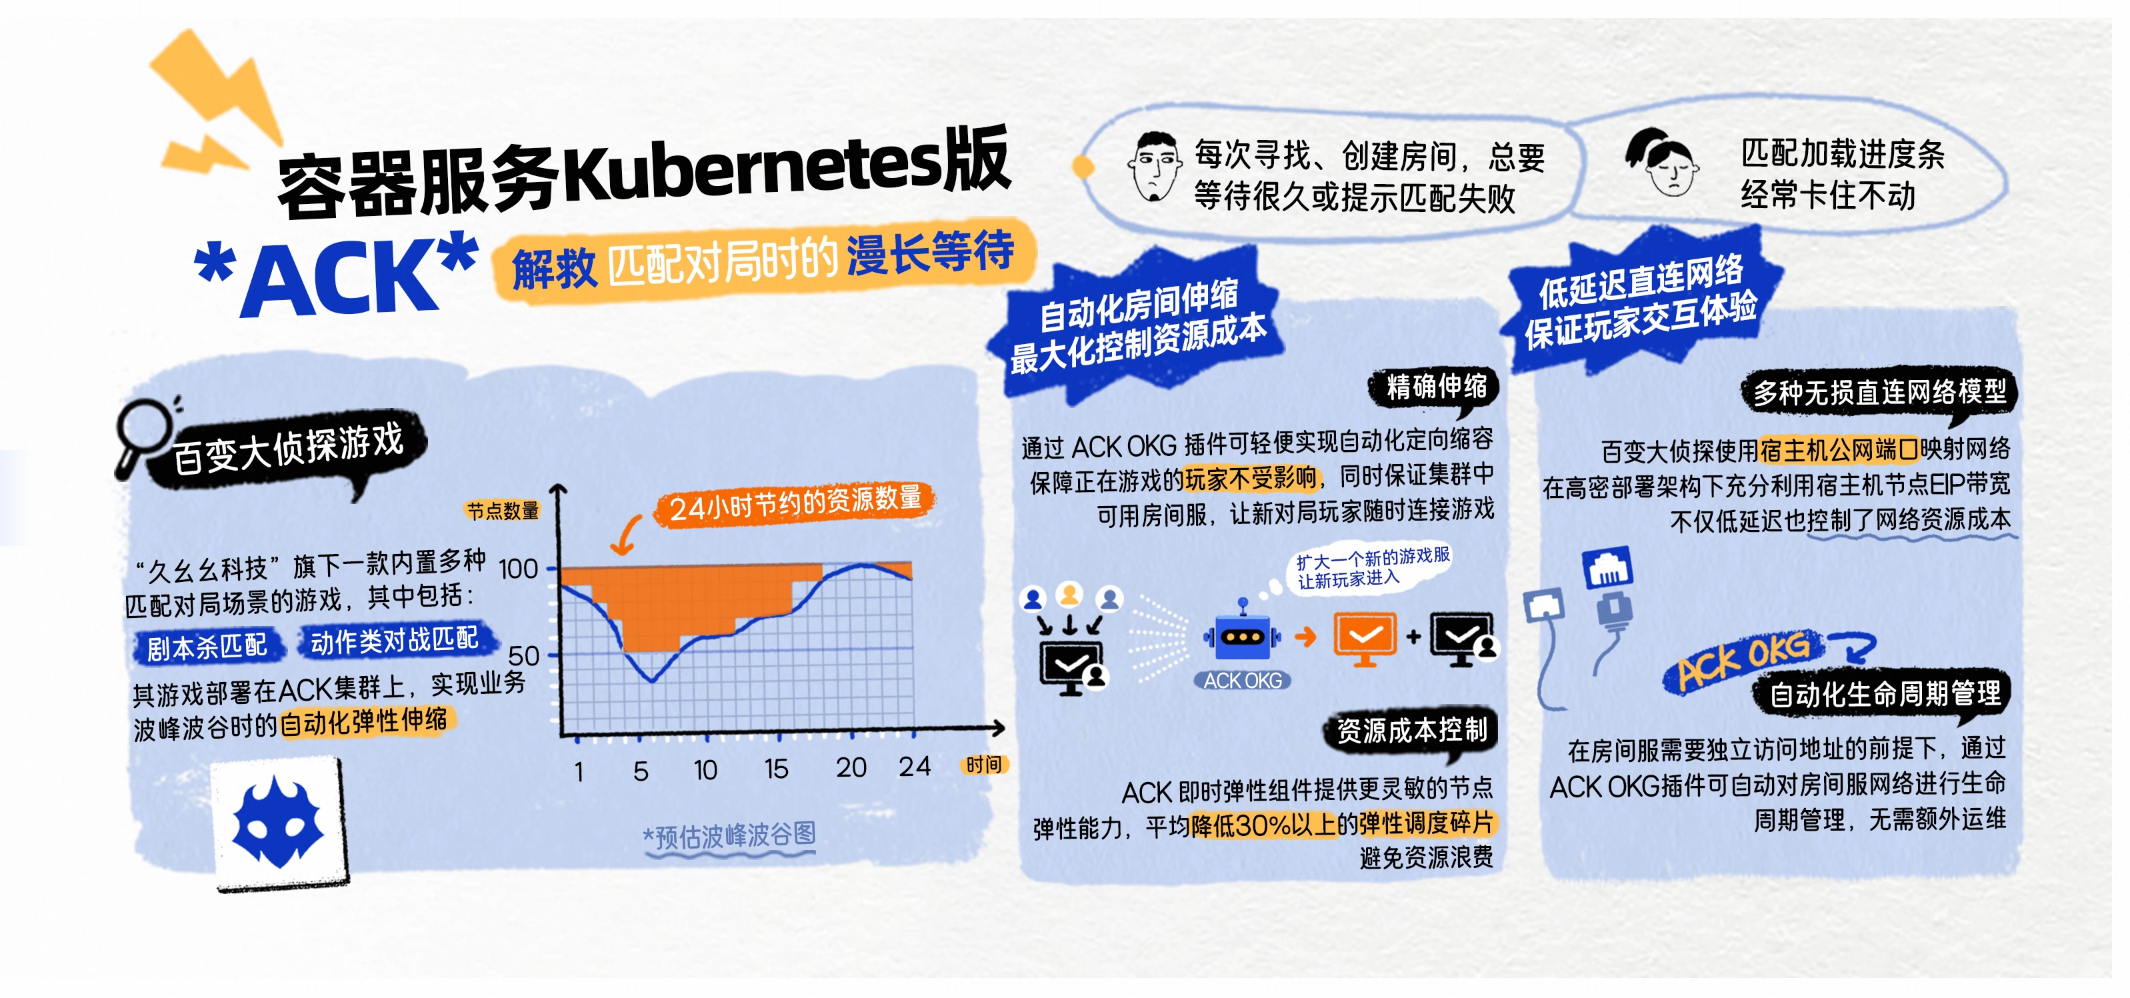 容器服务Kubernetes版
*ACK*
解救 匹配对局时的 漫长等待
每次寻找、创建房间，总要
等待很久或提示匹配失败
匹配加载进度条
经常卡住不动
百变大侦探游戏
“久幺幺科技”旗下一款内置多种
匹配对局场景的游戏，其中包括：
剧本杀匹配 动作类对战匹配
其游戏部署在ACK集群上，实现业务
波峰波谷时的自动化弹性伸缩
节点数量
24小时节约的资源数量
100
50
1 5 10 15 20 24
时间
*预估波峰波谷图
自动化房间伸缩
最大化控制资源成本
精确伸缩
通过 ACK OKG 插件可轻便实现自动化定向缩容
保障正在游戏的玩家不受影响，同时保证集群中
可用房间服，让新对局玩家随时连接游戏
扩大一个新的游戏服
让新玩家进入
ACK OKG
+
资源成本控制
ACK 即时弹性组件提供更灵敏的节点
弹性能力，平均降低30%以上的弹性调度碎片
避免资源浪费
低延迟直连网络
保证玩家交互体验
多种无损直连网络模型
百变大侦探使用宿主机公网端口映射网络
在高密部署架构下充分利用宿主机节点EIP带宽
不仅低延迟也控制了网络资源成本
ACK OKG
自动化生命周期管理
在房间服需要独立访问地址的前提下，通过
ACK OKG插件可自动对房间服网络进行生命
周期管理，无需额外运维